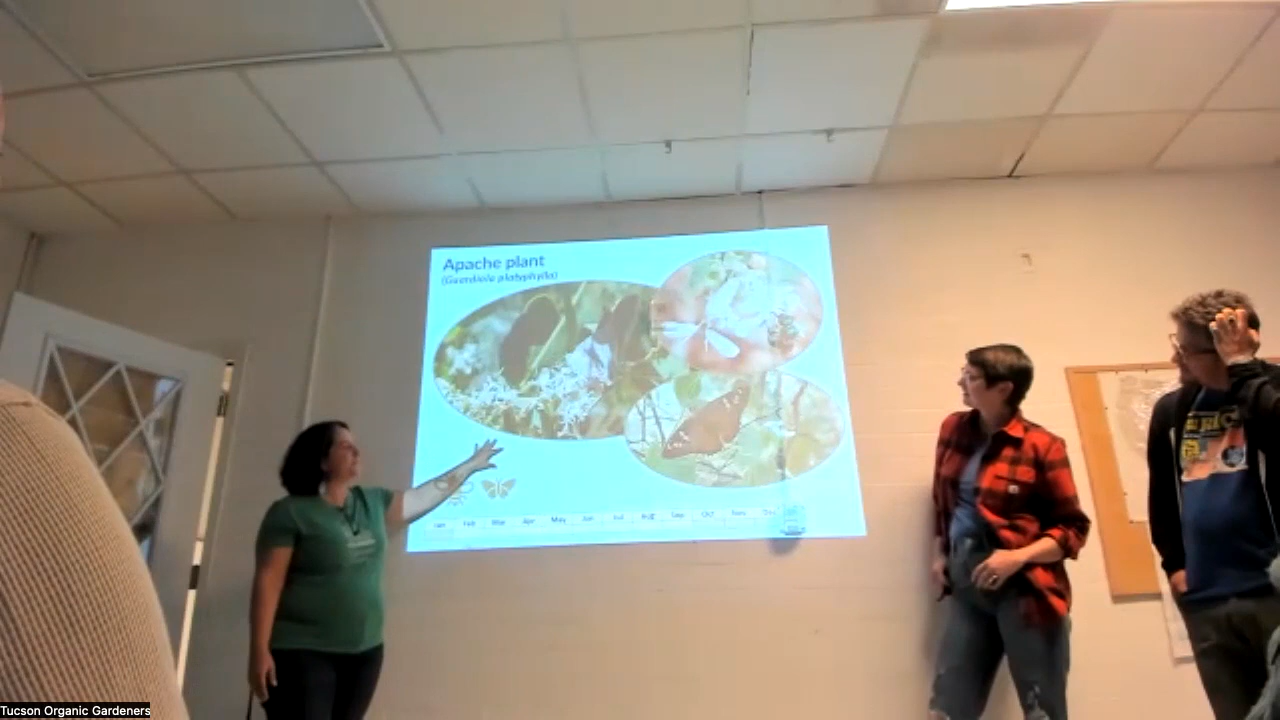 Apache plant
(Guardiola platyphylla)
Jan Feb Mar Apr May Jun Jul Aug Sep Oct Nov Dec
Tucson Organic Gardeners